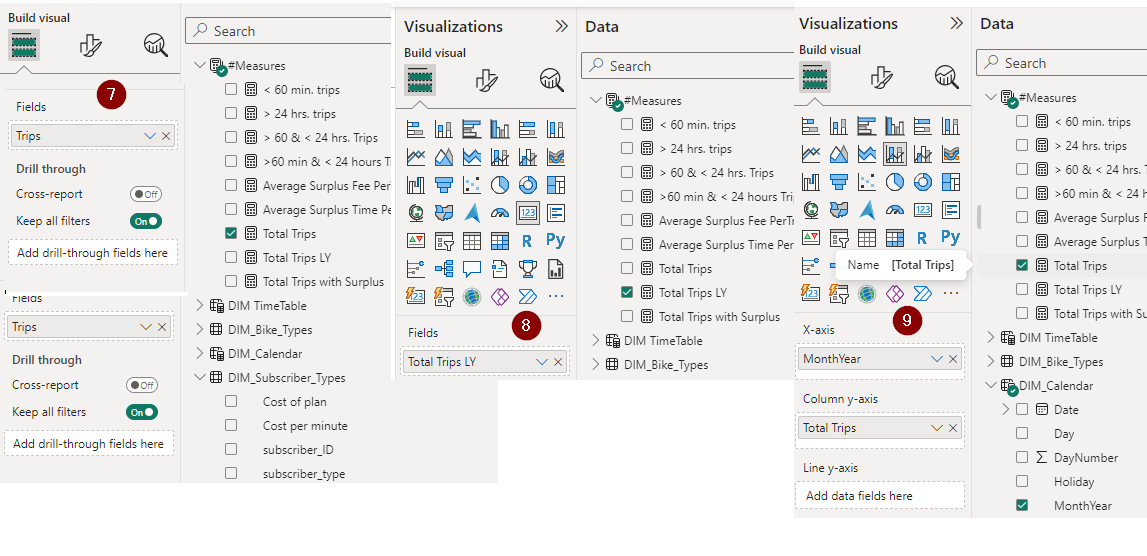 Build visual
7
Fields
Trips
Drill through
Cross-report
Off
Keep all filters
On
Add drill-through fields here
Fields
Trips
Drill through
Cross-report
Off
Keep all filters
On
Add drill-through fields here
Search
#Measures
< 60 min. trips
> 24 hrs. trips
> 60 & < 24 hrs. Trips
>60 min & < 24 hours T
Average Surplus Fee PerT
Average Surplus Time Pe
Total Trips
Total Trips LY
Total Trips with Surplus
DIM TimeTable
DIM_Bike_Types
DIM_Calendar
DIM_Subscriber_Types
Cost of plan
Cost per minute
subscriber_ID
subscriber_type
Visualizations
Build visual
123
R
Py
123
8
Fields
Total Trips LY
Data
Search
#Measures
< 60 min. trips
> 24 hrs. trips
> 60 & < 24 hrs. Trips
>60 min & < 24 hours Trip
Average Surplus Fee PerTr
Average Surplus Time Per
Total Trips
Total Trips LY
Total Trips with Surplus
DIM TimeTable
DIM_Bike_Types
Visualizations
Build visual
123
R
Py
Name [Total Trips]
123
9
X-axis
MonthYear
Column y-axis
Total Trips
Line y-axis
Add data fields here
Data
Search
#Measures
< 60 min. trips
> 24 hrs. trips
> 60 & < 24 hrs. T
>60 min & < 24 h
Average Surplus F
Average Surplus T
Total Trips
Total Trips LY
Total Trips with Su
DIM TimeTable
DIM_Bike_Types
DIM_Calendar
Date
Day
DayNumber
Holiday
MonthYear